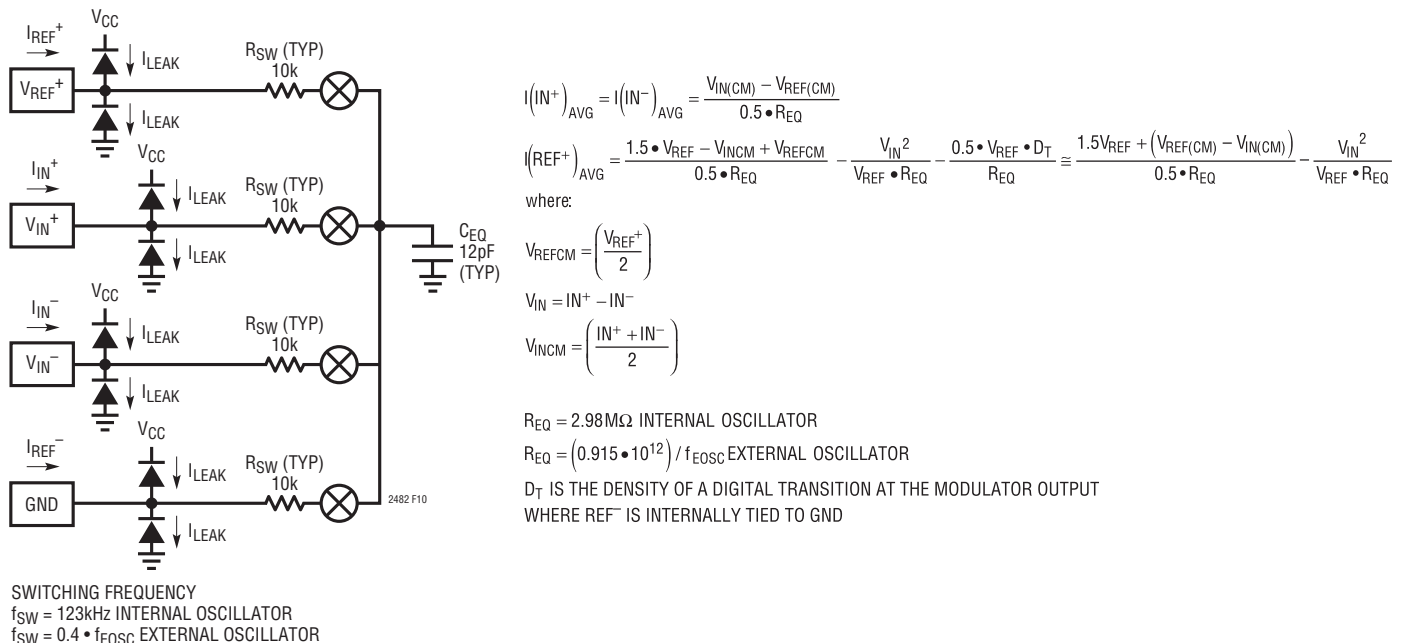 VCC
IREF+
ILEAK
RSW (TYP)
10k
VREF+
ILEAK
VCC
IIN+
ILEAK
RSW (TYP)
10k
VIN+
ILEAK
CEQ
12pF
(TYP)
VCC
IIN−
ILEAK
RSW (TYP)
10k
VIN−
ILEAK
VCC
IREF−
ILEAK
RSW (TYP)
10k
GND
2482 F10
ILEAK
SWITCHING FREQUENCY
fSW = 123kHz INTERNAL OSCILLATOR
fSW = 0.4 • fEOSC EXTERNAL OSCILLATOR
I(IN+)AVG = I(IN−)AVG = (VIN(CM) − VREF(CM)) / (0.5 • REQ)
I(REF+)AVG = (1.5 • VREF − VINCM + VREFCM) / (0.5 • REQ) − VIN² / (VREF • REQ) − (0.5 • VREF • DT) / REQ ≅ (1.5VREF + (VREF(CM) − VIN(CM))) / (0.5 • REQ) − VIN² / (VREF • REQ)
where:
VREFCM = (VREF+ / 2)
VIN = IN+ − IN−
VINCM = ((IN+ + IN−) / 2)
REQ = 2.98MΩ INTERNAL OSCILLATOR
REQ = (0.915 • 10¹²) / fEOSC EXTERNAL OSCILLATOR
DT IS THE DENSITY OF A DIGITAL TRANSITION AT THE MODULATOR OUTPUT
WHERE REF− IS INTERNALLY TIED TO GND